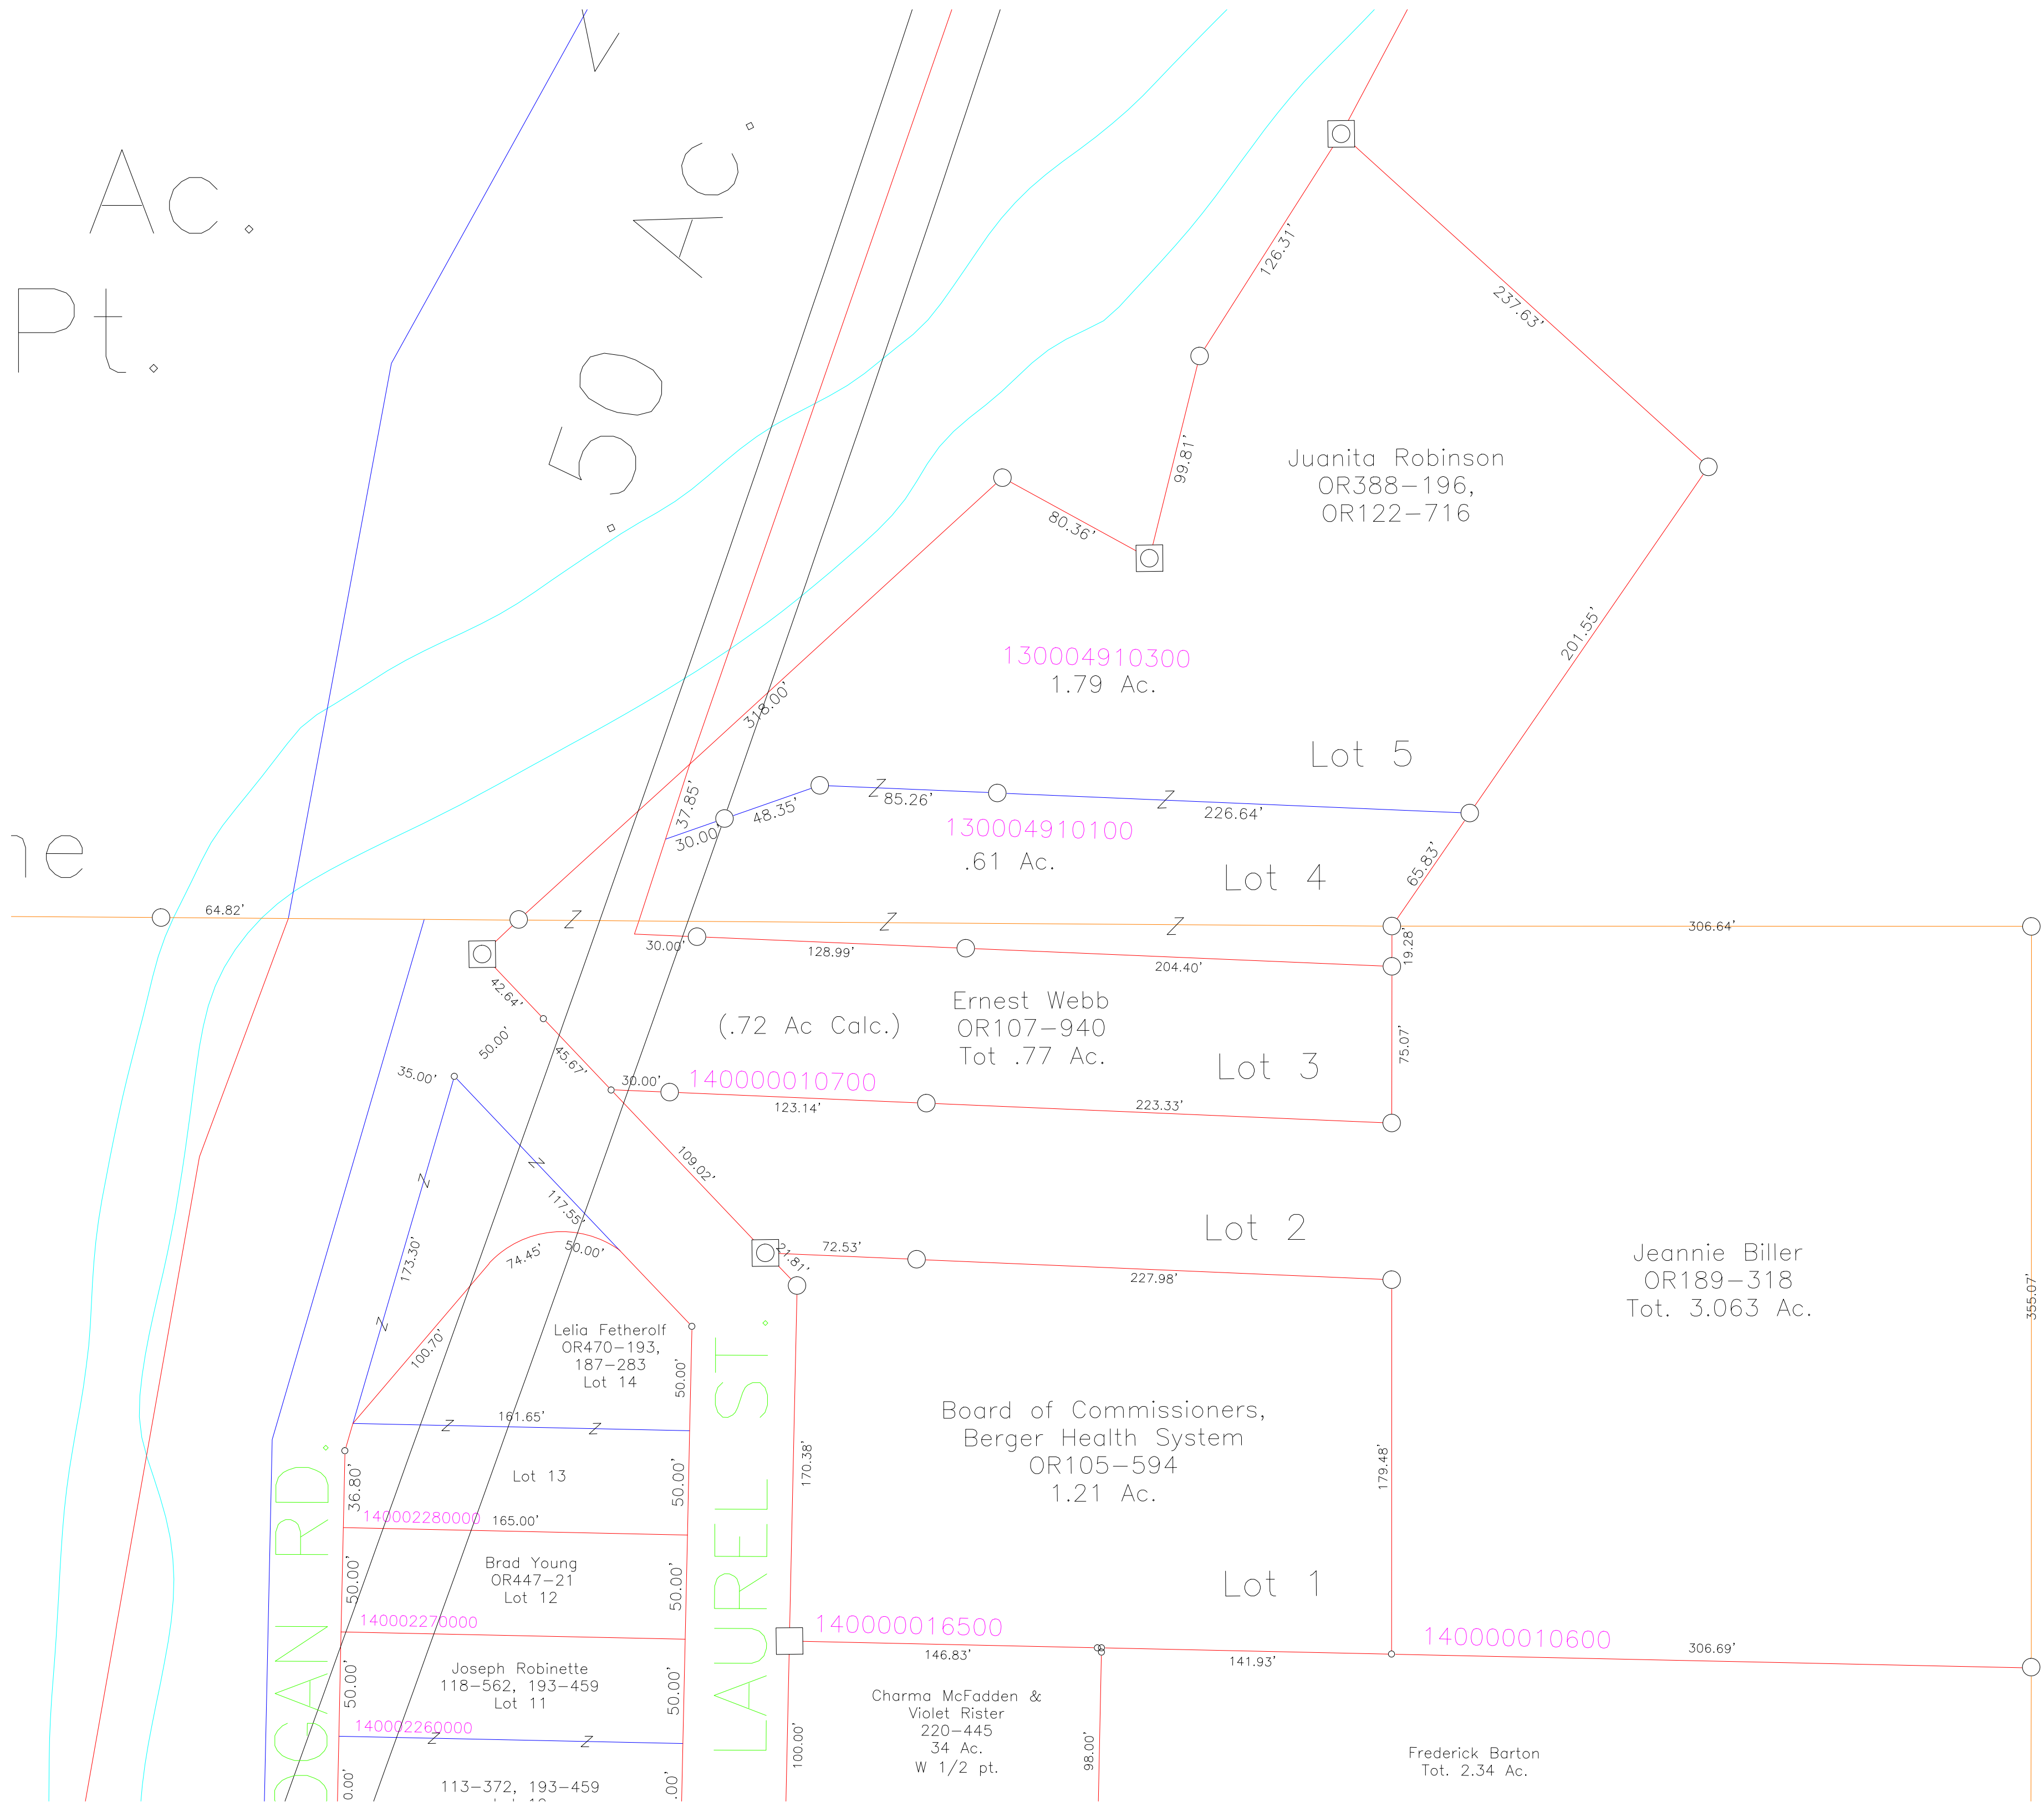 Ac.
Pt.
.50 Ac.
126.31'
237.63'
99.81'
80.36'
Juanita Robinson
OR388-196,
OR122-716
201.55'
130004910300
1.79 Ac.
318.00'
Lot 5
37.85'
30.00'
48.35'
85.26'
226.64'
130004910100
.61 Ac.
Lot 4
65.83'
ne
64.82'
306.64'
19.28'
30.00'
128.99'
204.40'
42.64'
50.00'
45.67'
35.00'
(.72 Ac Calc.)
Ernest Webb
OR107-940
Tot .77 Ac.
75.07'
Lot 3
30.00'
140000010700
123.14'
223.33'
109.02'
117.55'
173.30'
74.45'
50.00'
21.81'
72.53'
227.98'
Lot 2
Jeannie Biller
OR189-318
Tot. 3.063 Ac.
355.07'
100.70'
Lelia Fetherolf
OR470-193,
187-283
Lot 14
50.00'
161.65'
LAUREL ST.
170.38'
Board of Commissioners,
Berger Health System
OR105-594
1.21 Ac.
179.48'
36.80'
Lot 13
50.00'
140002280000
165.00'
50.00'
Brad Young
OR447-21
Lot 12
50.00'
Lot 1
140002270000
140000016500
146.83'
141.93'
140000010600
306.69'
50.00'
Joseph Robinette
118-562, 193-459
Lot 11
50.00'
140002260000
Charma McFadden &
Violet Rister
220-445
34 Ac.
W 1/2 pt.
100.00'
98.00'
Frederick Barton
Tot. 2.34 Ac.
113-372, 193-459
RD.